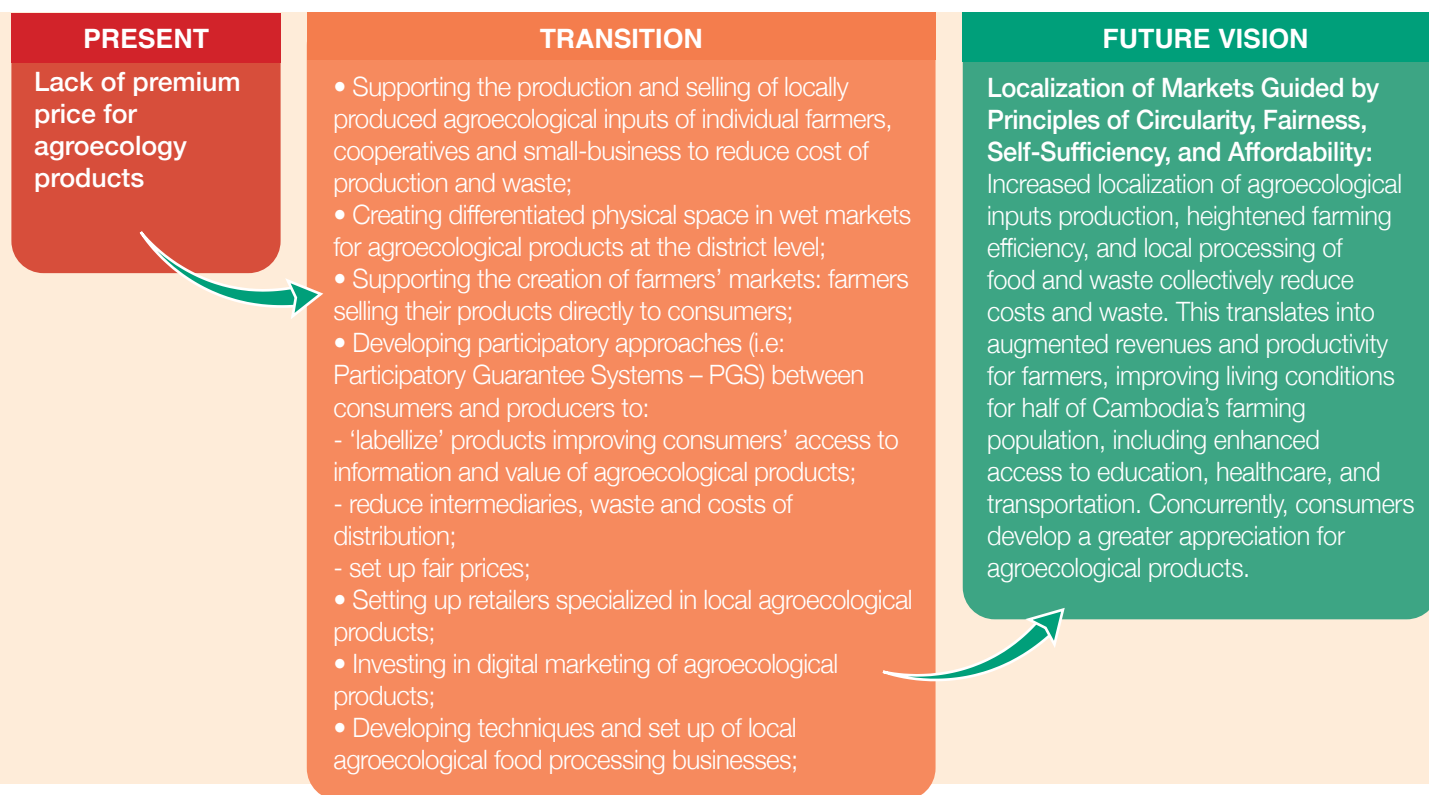 PRESENT
Lack of premium
price for
agroecology
products
TRANSITION
• Supporting the production and selling of locally
produced agroecological inputs of individual farmers,
cooperatives and small-business to reduce cost of
production and waste;
• Creating differentiated physical space in wet markets
for agroecological products at the district level;
• Supporting the creation of farmers’ markets: farmers
selling their products directly to consumers;
• Developing participatory approaches (i.e:
Participatory Guarantee Systems – PGS) between
consumers and producers to:
- ‘labellize’ products improving consumers’ access to
information and value of agroecological products;
- reduce intermediaries, waste and costs of
distribution;
- set up fair prices;
• Setting up retailers specialized in local agroecological
products;
• Investing in digital marketing of agroecological
products;
• Developing techniques and set up of local
agroecological food processing businesses;
FUTURE VISION
Localization of Markets Guided by
Principles of Circularity, Fairness,
Self-Sufficiency, and Affordability:
Increased localization of agroecological
inputs production, heightened farming
efficiency, and local processing of
food and waste collectively reduce
costs and waste. This translates into
augmented revenues and productivity
for farmers, improving living conditions
for half of Cambodia’s farming
population, including enhanced
access to education, healthcare, and
transportation. Concurrently, consumers
develop a greater appreciation for
agroecological products.